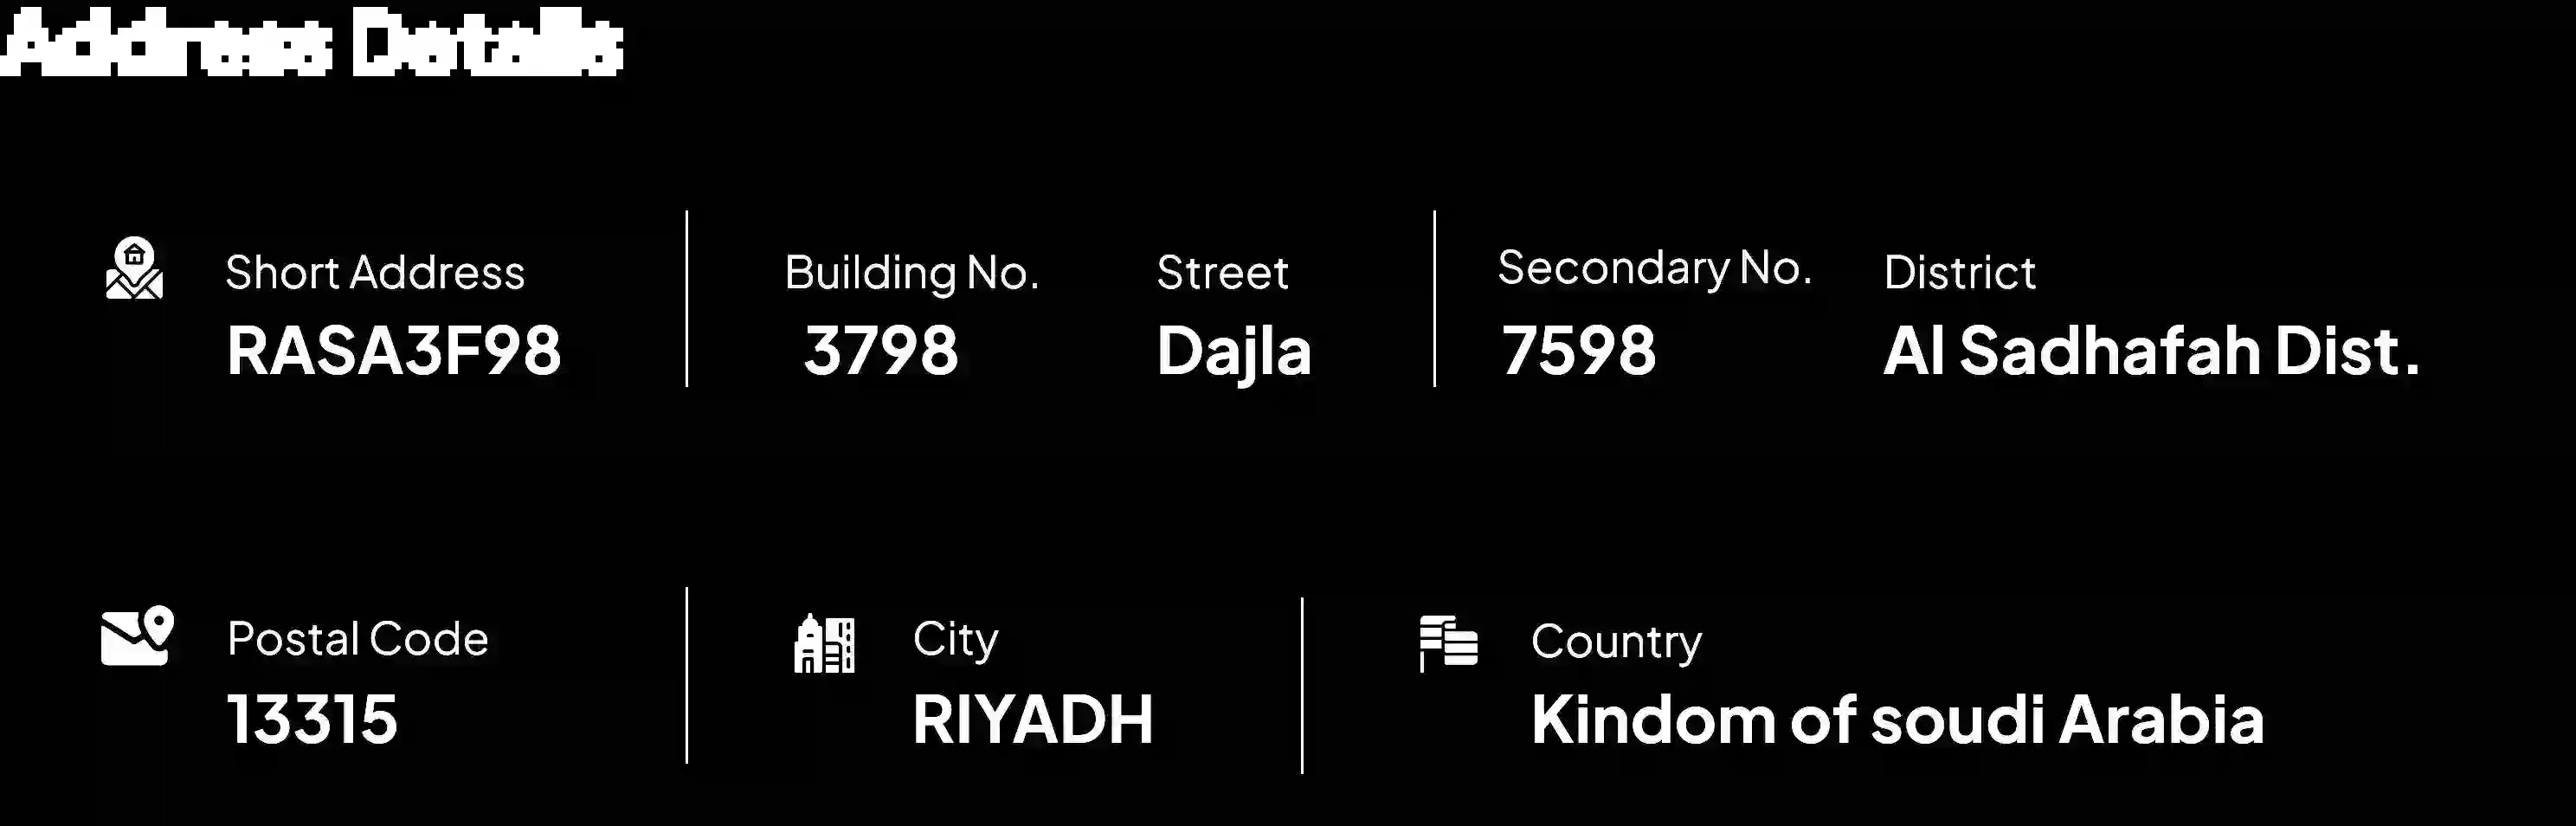 Address Details
Short Address
RASA3F98
Building No.
3798
Street
Dajla
Secondary No.
7598
District
Al Sadhafah Dist.
Postal Code
13315
City
RIYADH
Country
Kindom of soudi Arabia